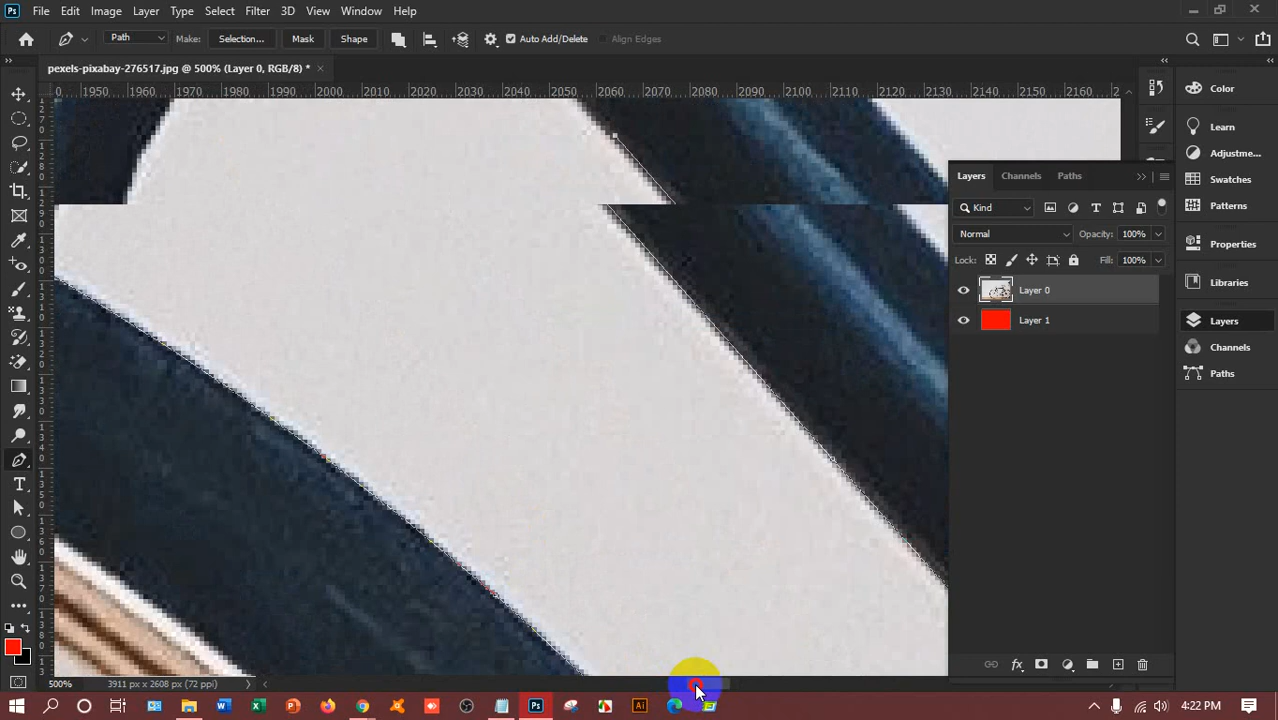 Ps File Edit Image Layer Type Select Filter 3D View Window Help
Path Make: Selection... Mask Shape Auto Add/Delete Align Edges
pexels-pixabay-276517.jpg @ 500% (Layer 0, RGB/8) * ×
0 1950 1960 1970 1980 1990 2000 2010 2020 2030 2040 2050 2060 2070 2080 2090 2100 2110 2120 2130 2140 2150 2160 2
Color
Learn
Adjustme...
Swatches
Patterns
Properties
Libraries
Layers
Channels
Paths
Layers Channels Paths
Kind
Normal Opacity: 100%
Lock: Fill: 100%
Layer 0
Layer 1
500% 3911 px x 2608 px (72 ppi)
4:22 PM